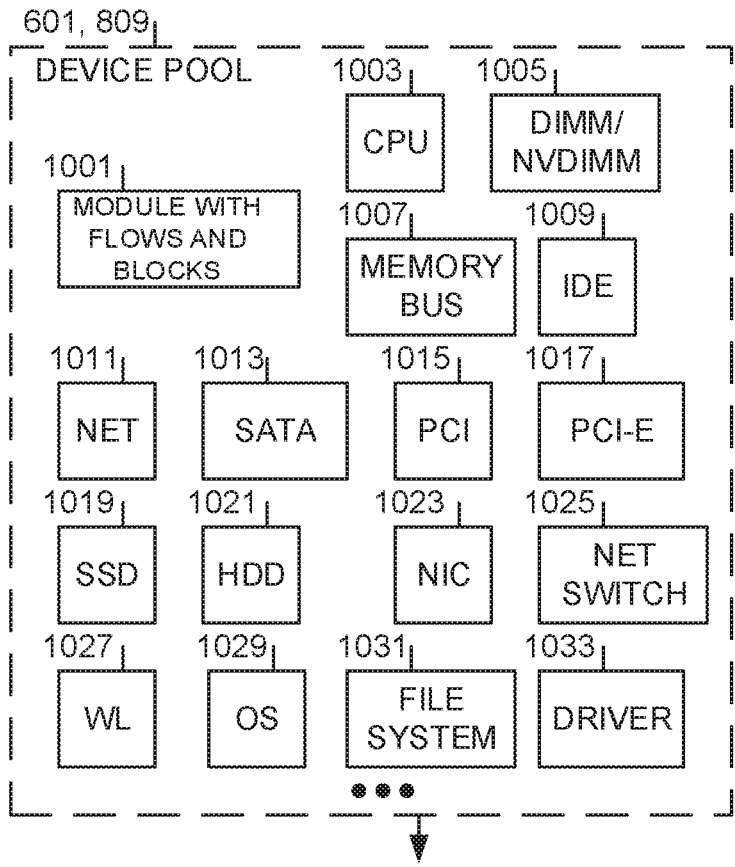 601, 809
DEVICE POOL
1003
1005
CPU
DIMM/
NVDIMM
1001
MODULE WITH
FLOWS AND
BLOCKS
1007
1009
MEMORY
BUS
IDE
1011
1013
1015
1017
NET
SATA
PCI
PCI-E
1019
1021
1023
1025
SSD
HDD
NIC
NET
SWITCH
1027
1029
1031
1033
WL
OS
FILE
SYSTEM
DRIVER